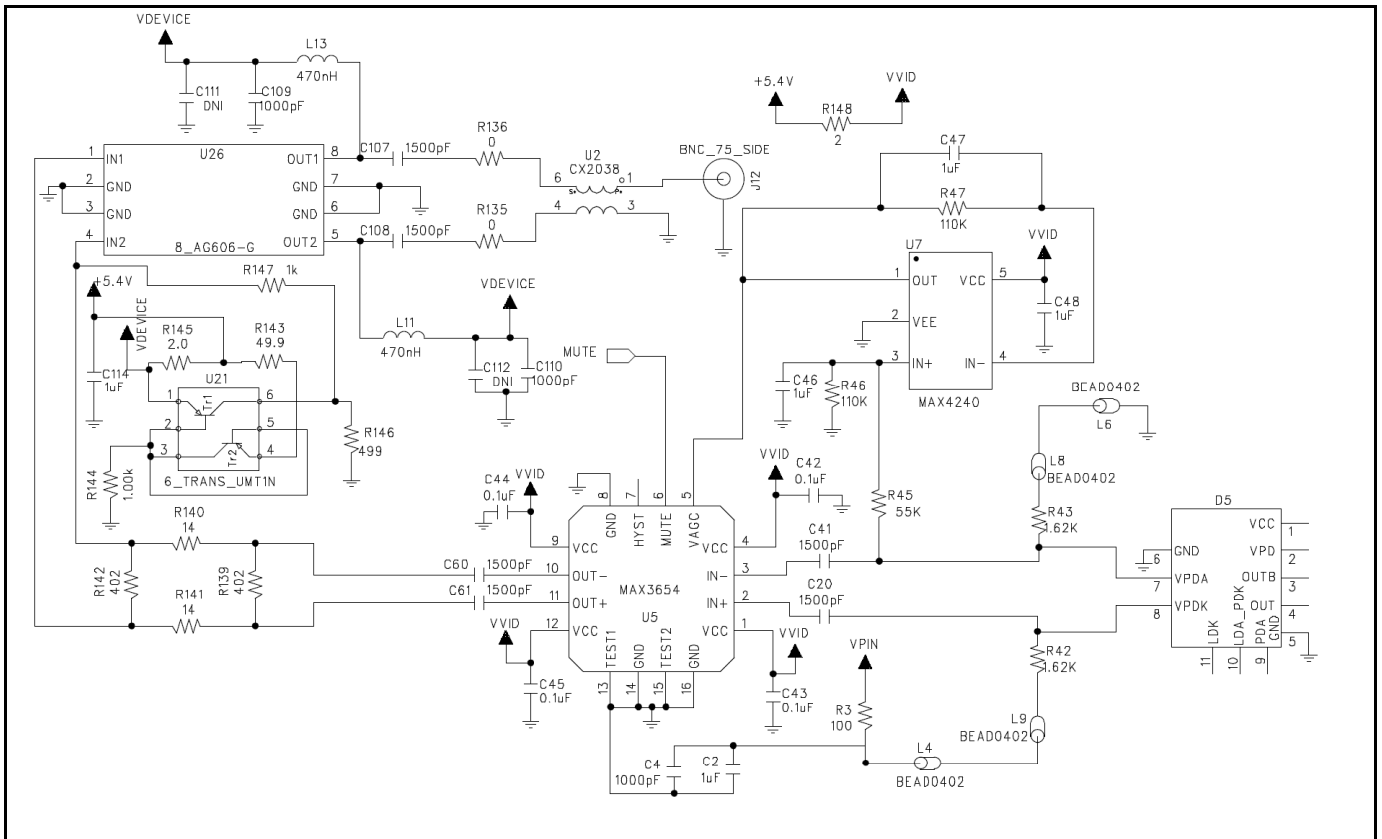 VDEVICE
L13
470nH
C111
DNI
C109
1000pF
+5.4V
VVID
R148
2
C107
1500pF
R136
0
U2
CX2038
BNC_75_SIDE
J12
C47
1uF
R47
110K
1
IN1
U26
OUT1
8
2
GND
GND
7
3
GND
GND
6
4
IN2
OUT2
5
8_AG606-G
6
1
4
3
C108
1500pF
R135
0
U7
VVID
1
OUT
VCC
5
2
VEE
3
IN+
IN-
4
MAX4240
C48
1uF
R147
1k
+5.4V
VDEVICE
R145
2.0
R143
49.9
C114
1uF
U21
1
Tr1
6
2
5
3
Tr2
4
6_TRANS_UMT1N
R144
1.00k
R146
499
VDEVICE
L11
470nH
C112
DNI
C110
1000pF
MUTE
C46
1uF
R46
110K
BEAD0402
L6
L8
BEAD0402
R45
55K
R43
1.62K
C44
0.1uF
VVID
VVID
C42
0.1uF
8
7
6
5
GND
HYST
MUTE
VAGC
9
VCC
VCC
4
10
OUT-
IN-
3
MAX3654
11
OUT+
IN+
2
U5
12
VCC
VCC
1
TEST1
GND
TEST2
GND
13
14
15
16
C41
1500pF
C20
1500pF
R140
14
R142
402
R139
402
R141
14
C60
1500pF
C61
1500pF
VVID
C45
0.1uF
VVID
C43
0.1uF
D5
VCC
1
6
GND
VPD
2
7
VPDA
OUTB
3
8
VPDK
OUT
4
GND
5
LDK
LDA_PDK
PDA
11
10
9
VPIN
R3
100
R42
1.62K
L9
BEAD0402
L4
BEAD0402
C4
1000pF
C2
1uF